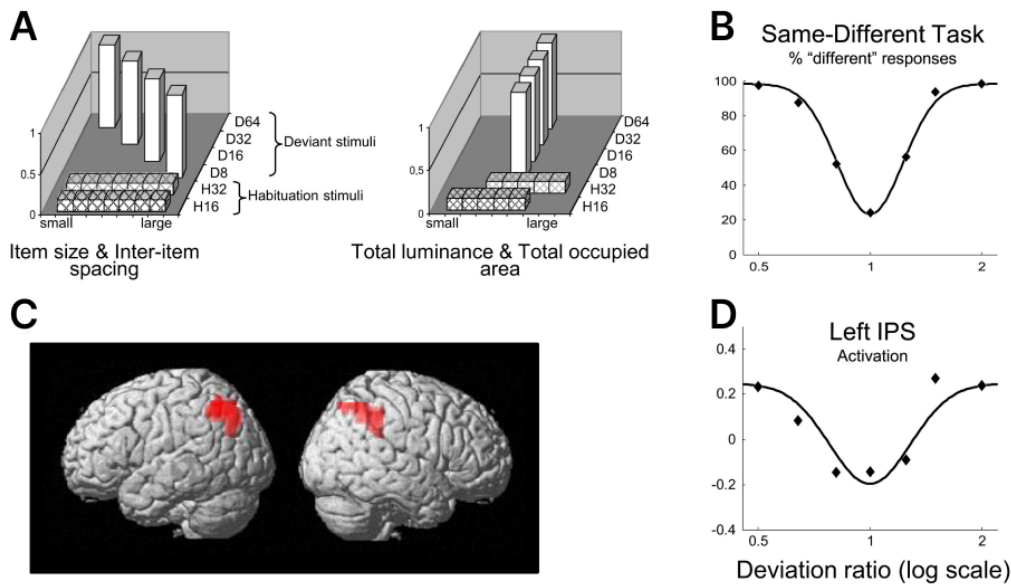 A
1
0.5
0
small
large
D64
D32
D16
D8
H32
H16
Deviant stimuli
Habituation stimuli
Item size & Inter-item
spacing
1
0.5
0
small
large
D64
D32
D16
D8
H32
H16
Total luminance & Total occupied
area
B
Same-Different Task
% “different” responses
100
80
60
40
20
0
0.5
1
2
C
D
Left IPS
Activation
0.4
0.2
0
-0.2
-0.4
0.5
1
2
Deviation ratio (log scale)